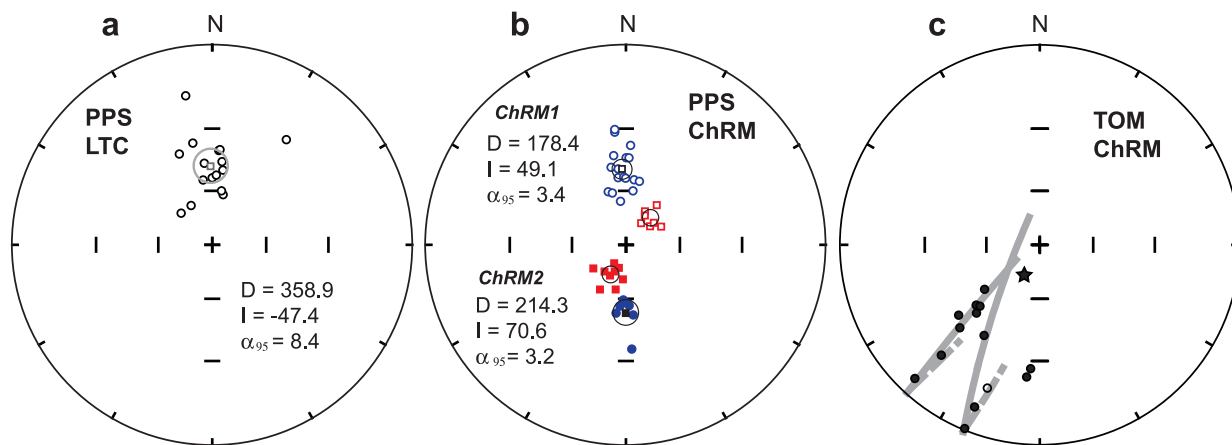 a
N
PPS
LTC
D = 358.9
I = -47.4
α95 = 8.4
b
N
ChRM1
D = 178.4
I = 49.1
α95 = 3.4
PPS
ChRM
ChRM2
D = 214.3
I = 70.6
α95 = 3.2
c
N
TOM
ChRM